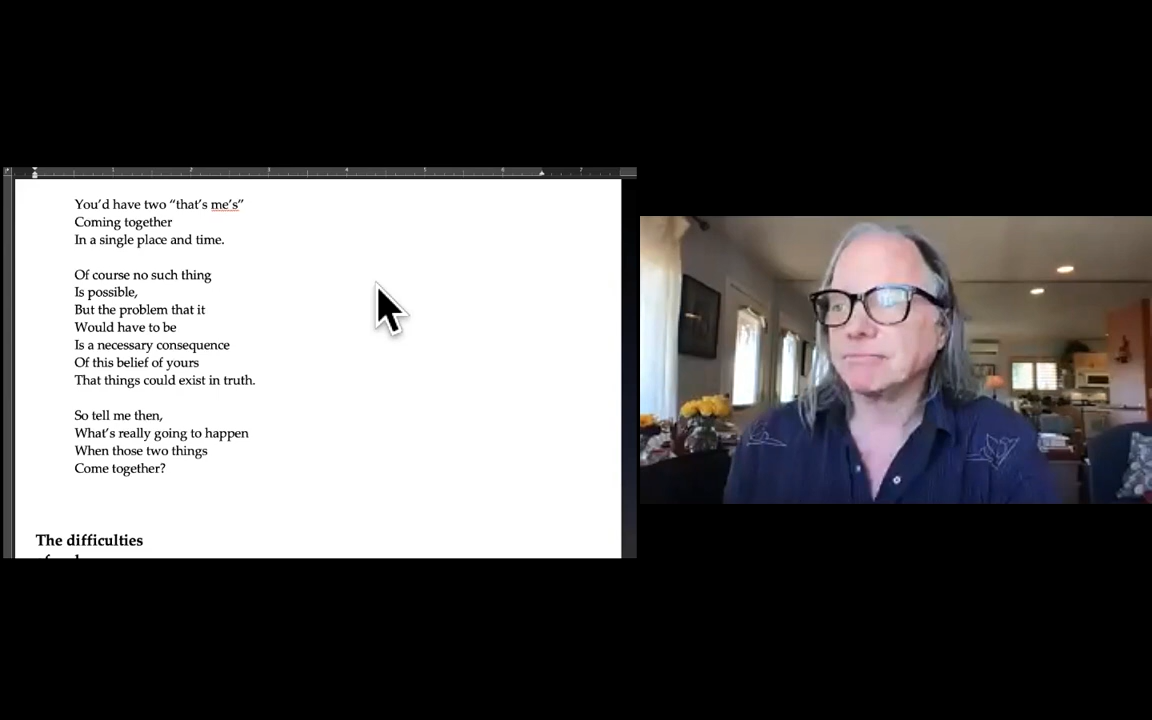 You'd have two “that's me's”
Coming together
In a single place and time.
Of course no such thing
Is possible,
But the problem that it
Would have to be
Is a necessary consequence
Of this belief of yours
That things could exist in truth.
So tell me then,
What's really going to happen
When those two things
Come together?
The difficulties